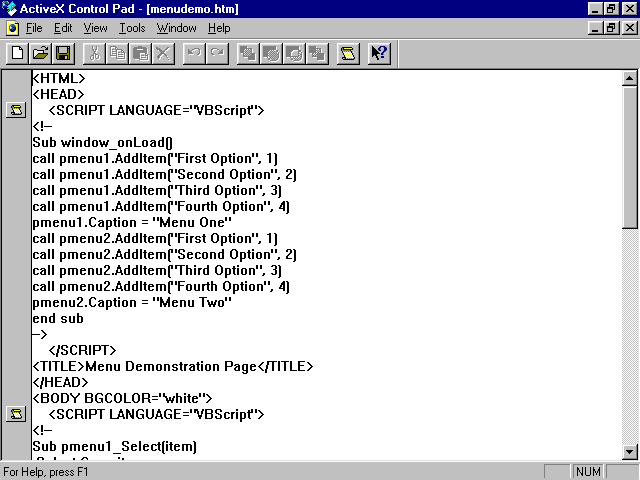 ActiveX Control Pad - [menudemo.htm]
File Edit View Tools Window Help
<HTML>
<HEAD>
<SCRIPT LANGUAGE="VBScript">
<!--
Sub window_onLoad()
call pmenu1.AddItem("First Option", 1)
call pmenu1.AddItem("Second Option", 2)
call pmenu1.AddItem("Third Option", 3)
call pmenu1.AddItem("Fourth Option", 4)
pmenu1.Caption = "Menu One"
call pmenu2.AddItem("First Option", 1)
call pmenu2.AddItem("Second Option", 2)
call pmenu2.AddItem("Third Option", 3)
call pmenu2.AddItem("Fourth Option", 4)
pmenu2.Caption = "Menu Two"
end sub
-->
</SCRIPT>
<TITLE>Menu Demonstration Page</TITLE>
</HEAD>
<BODY BGCOLOR="white">
<SCRIPT LANGUAGE="VBScript">
<!--
Sub pmenu1_Select(item)
For Help, press F1
NUM